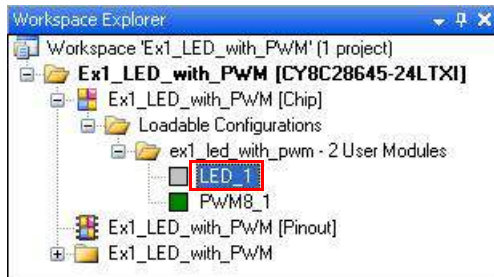 Workspace Explorer
Workspace 'Ex1_LED_with_PWM' (1 project)
Ex1_LED_with_PWM [CY8C28645-24LTXI]
Ex1_LED_with_PWM [Chip]
Loadable Configurations
ex1_led_with_pwm - 2 User Modules
LED_1
PWM8_1
Ex1_LED_with_PWM [Pinout]
Ex1_LED_with_PWM